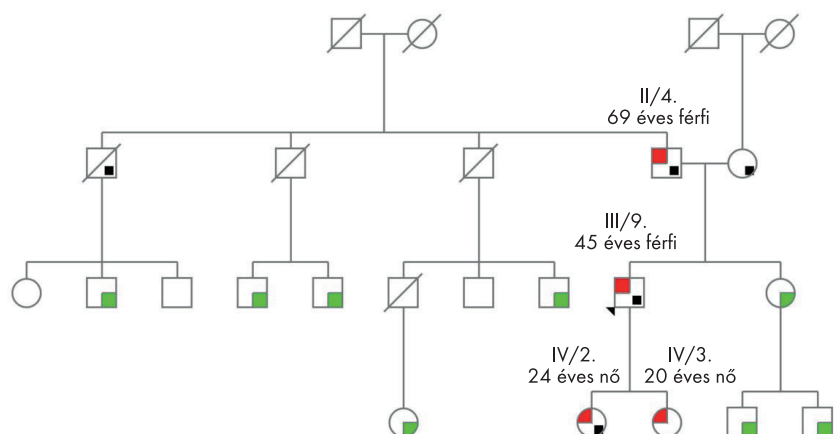 II/4.
69 éves férfi
III/9.
45 éves férfi
IV/2.
24 éves nő
IV/3.
20 éves nő